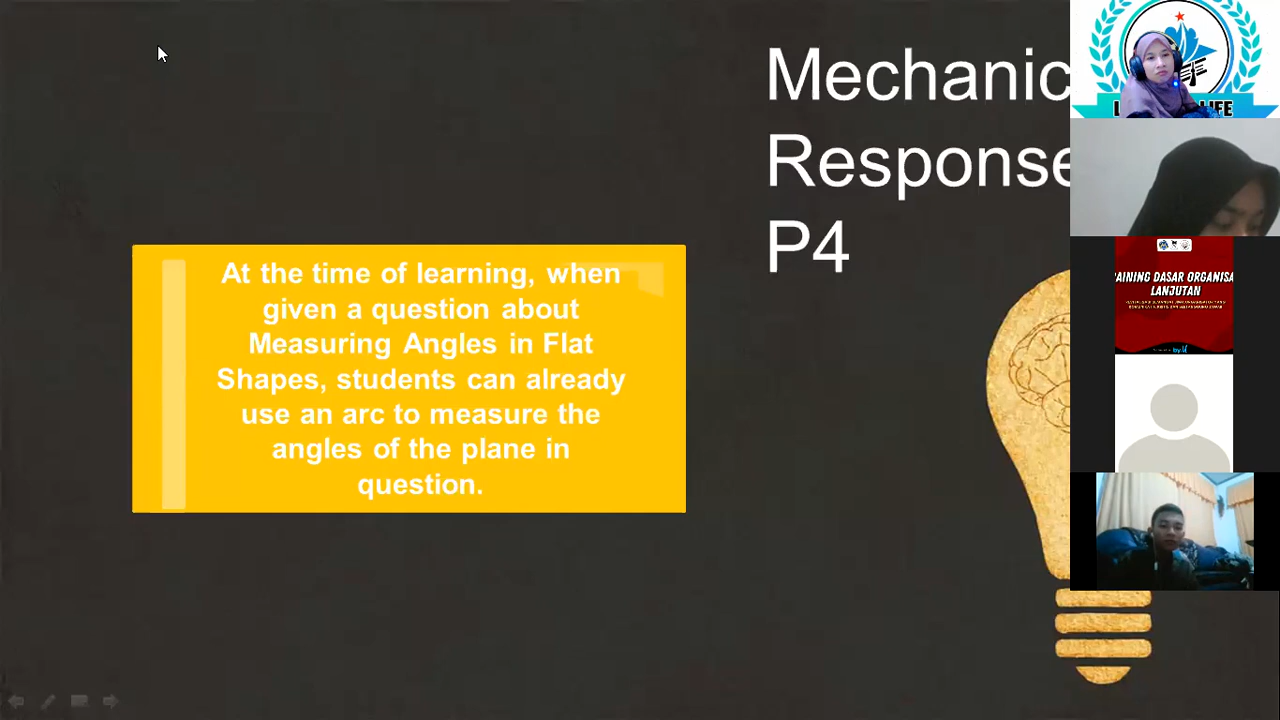 Mechanic
Response
P4
At the time of learning, when
given a question about
Measuring Angles in Flat
Shapes, students can already
use an arc to measure the
angles of the plane in
question.
AINING DASAR ORGANISA
LANJUTAN